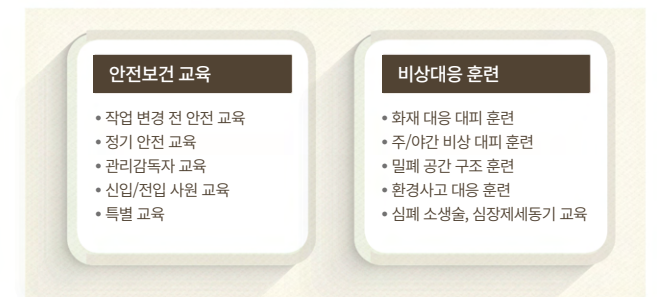 안전보건 교육
• 작업 변경 전 안전 교육
• 정기 안전 교육
• 관리감독자 교육
• 신입/전입 사원 교육
• 특별 교육
비상대응 훈련
• 화재 대응 대피 훈련
• 주/야간 비상 대피 훈련
• 밀폐 공간 구조 훈련
• 환경사고 대응 훈련
• 심폐 소생술, 심장제세동기 교육